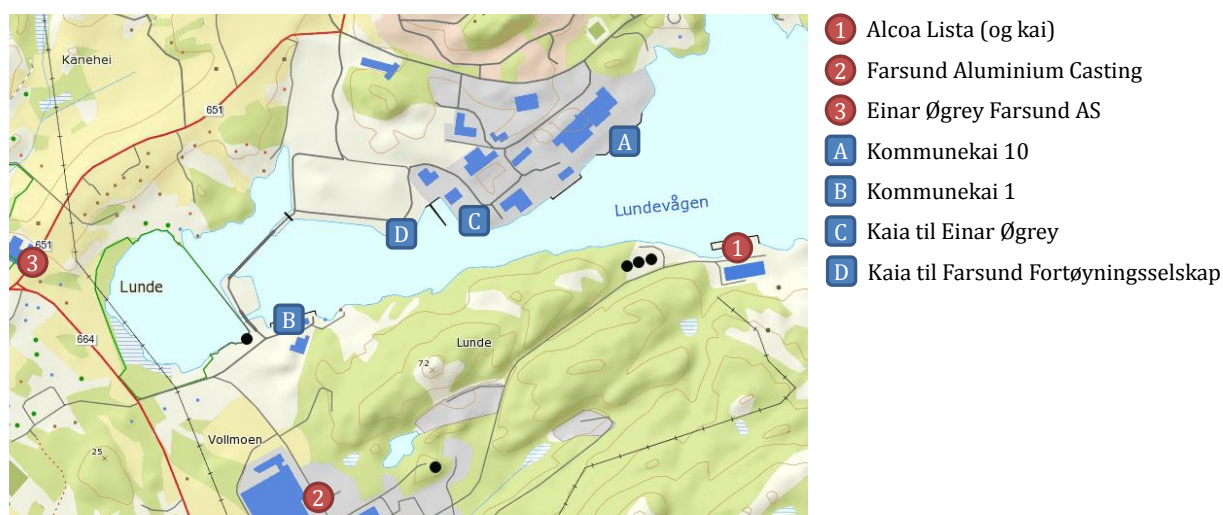 Kanehei
651
651
3
Lunde
664
Vollmoen
25
2
B
D
C
A
Lundevågen
1
Lunde
72
1 Alcoa Lista (og kai)
2 Farsund Aluminium Casting
3 Einar Øgrey Farsund AS
A Kommunekai 10
B Kommunekai 1
C Kaia til Einar Øgrey
D Kaia til Farsund Fortøyningsselskap